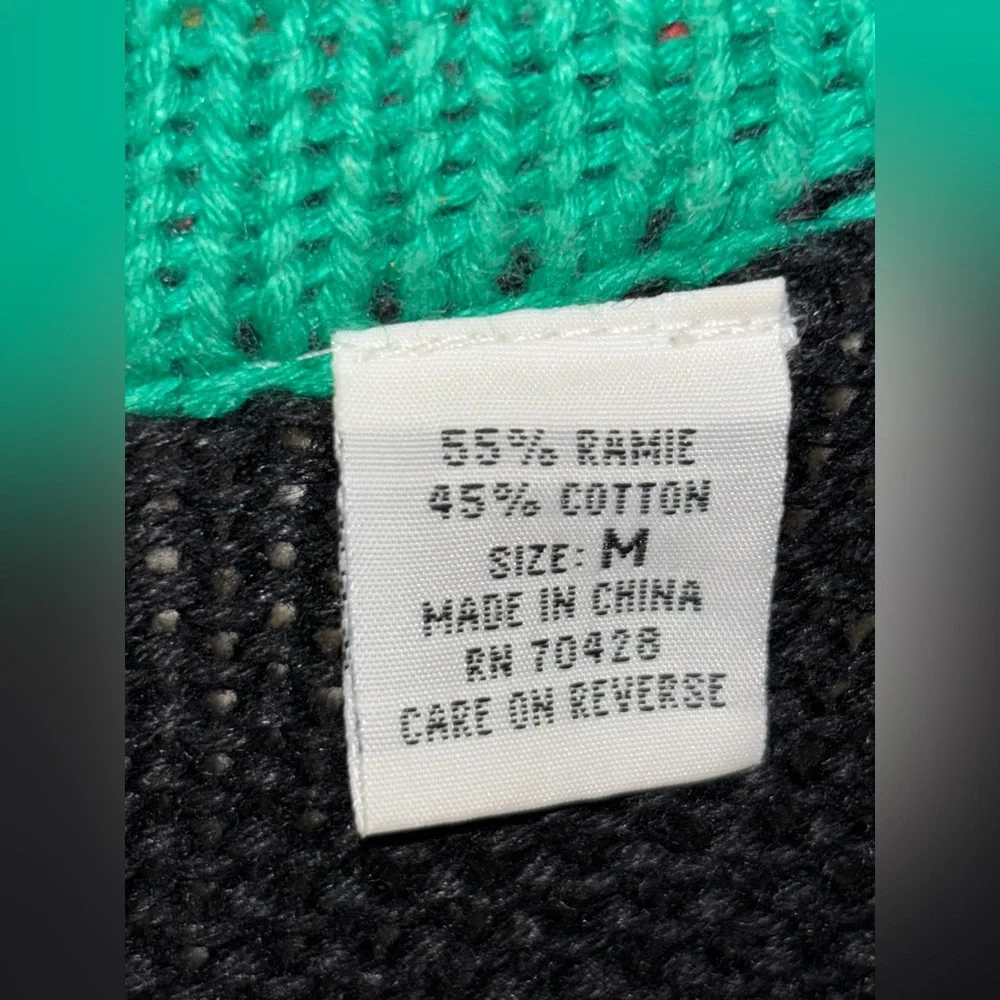 55% RAMIE
45% COTTON
SIZE: M
MADE IN CHINA
RN 70428
CARE ON REVERSE